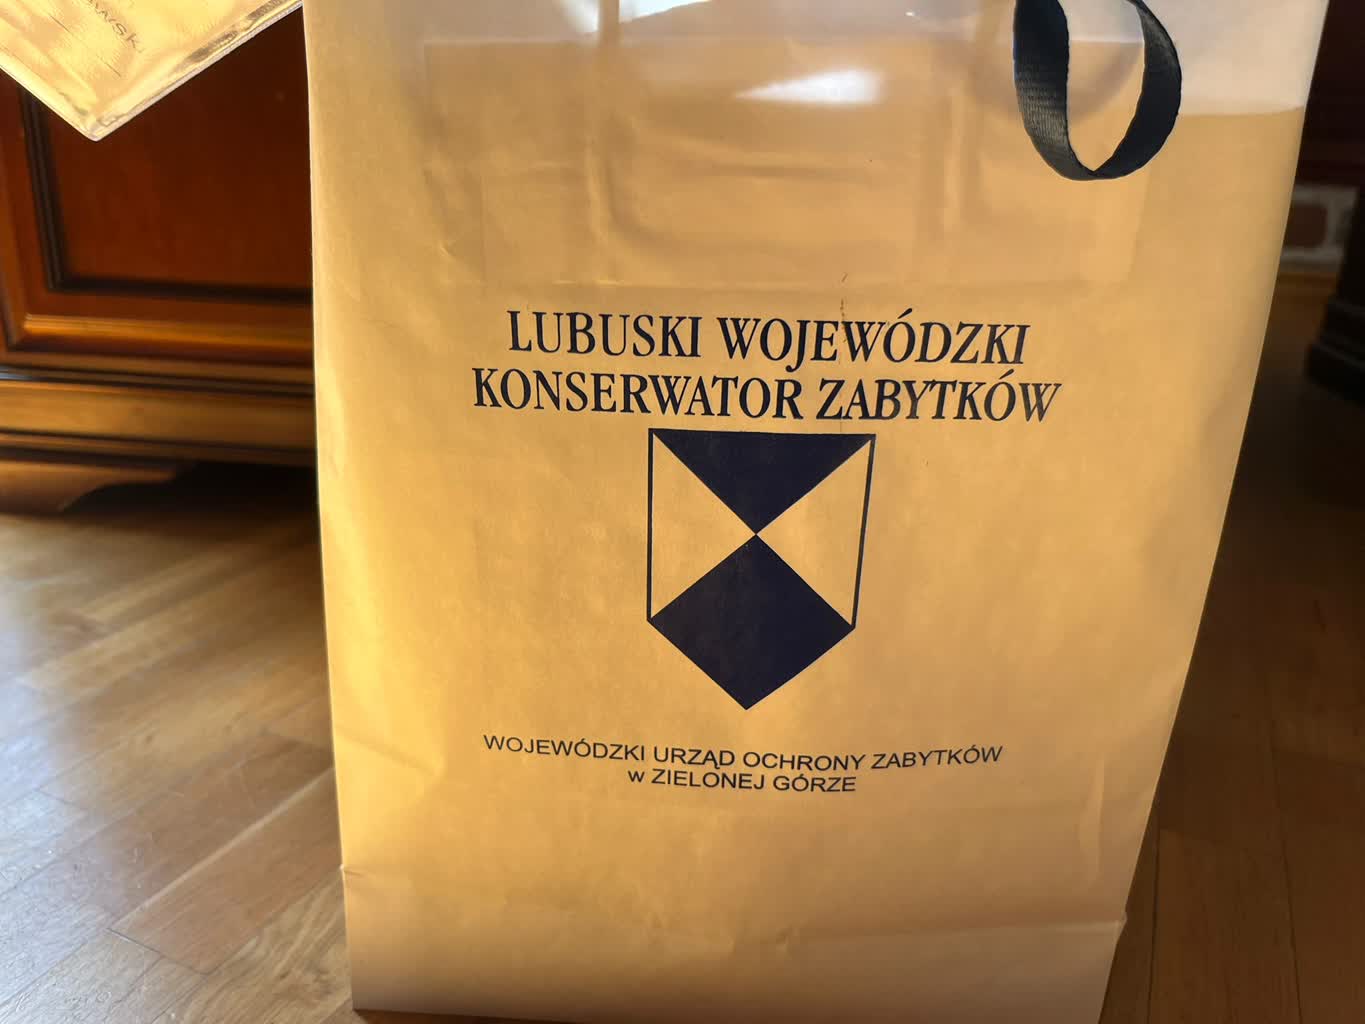 LUBUSKI WOJEWÓDZKI
KONSERWATOR ZABYTKÓW
WOJEWÓDZKI URZĄD OCHRONY ZABYTKÓW
w ZIELONEJ GÓRZE